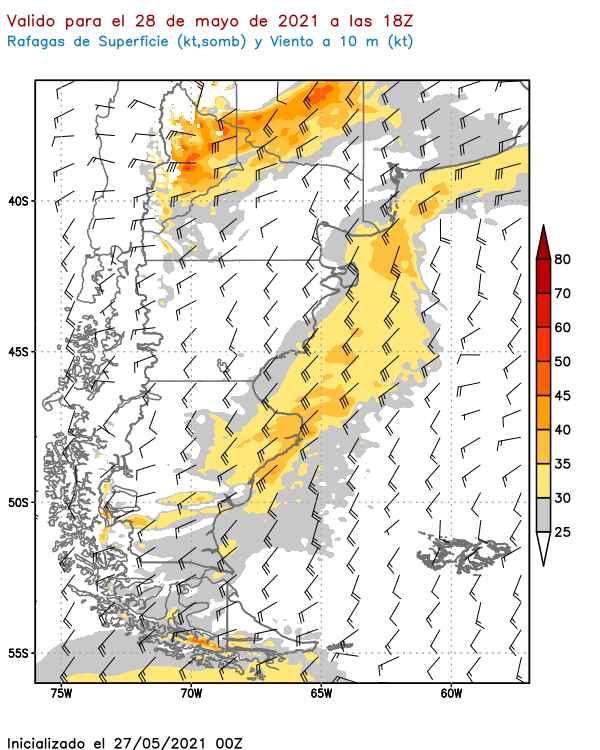 Valido para el 28 de mayo de 2021 a las 18Z
Rafagas de Superficie (kt,somb) y Viento a 10 m (kt)
40S
45S
50S
55S
75W 70W 65W 60W
80
70
60
50
45
40
35
30
25
Inicializado el 27/05/2021 00Z